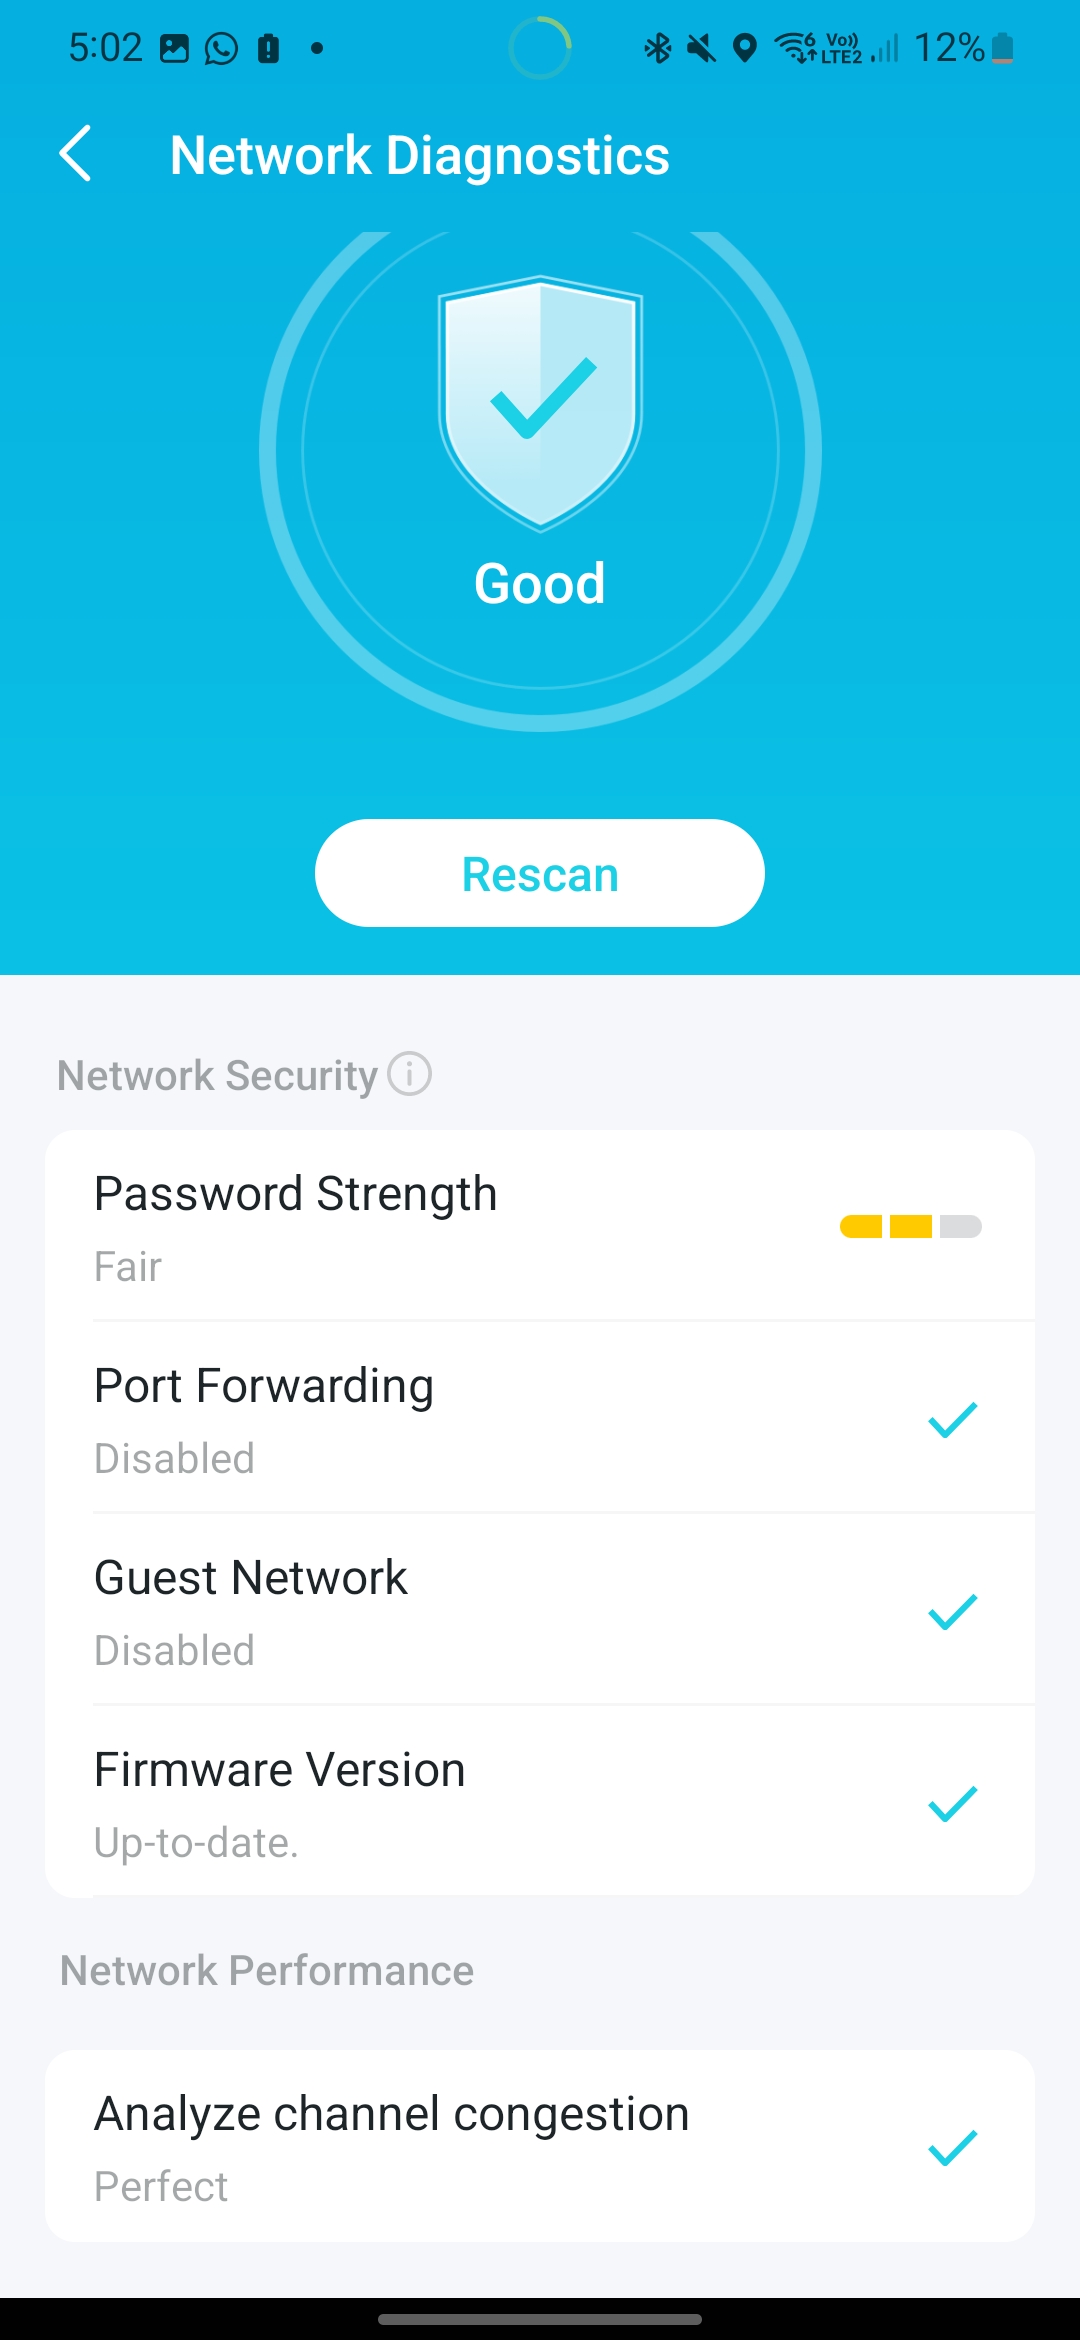 5:02 6 Vo)) LTE2 12%
Network Diagnostics
Good
Rescan
Network Security
Password Strength
Fair
Port Forwarding
Disabled
Guest Network
Disabled
Firmware Version
Up-to-date.
Network Performance
Analyze channel congestion
Perfect